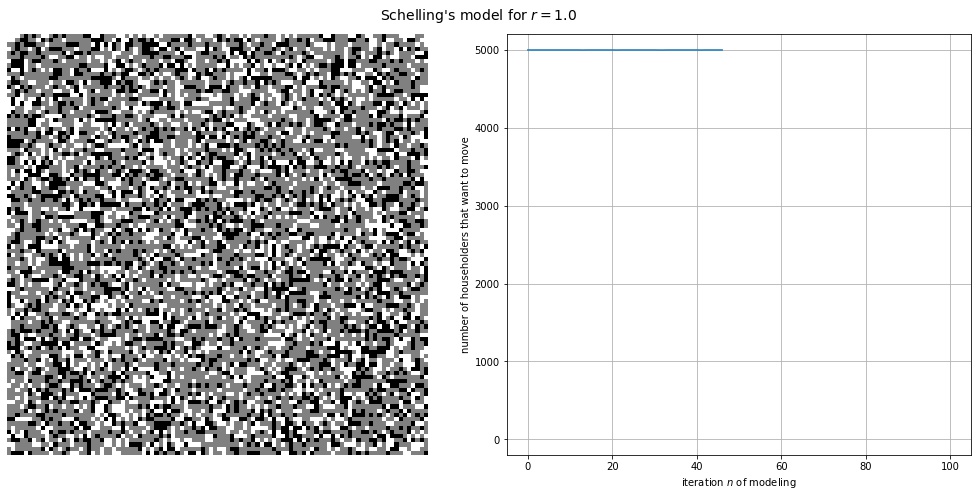 Schelling's model for r = 1.0
5000
4000
3000
2000
1000
0
number of householders that want to move
0 20 40 60 80 100
iteration n of modeling